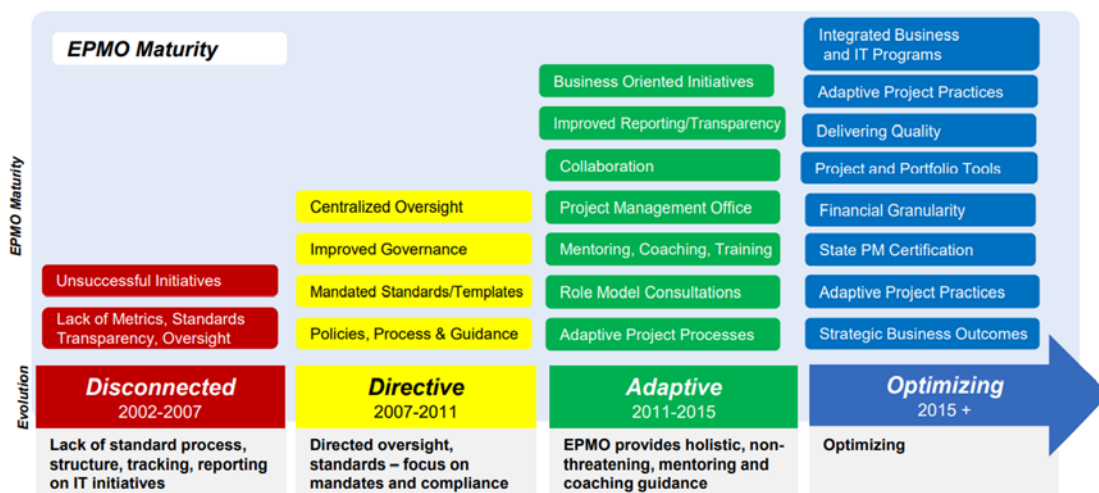 EPMO Maturity
EPMO Maturity
Evolution
Unsuccessful Initiatives
Lack of Metrics, Standards
Transparency, Oversight
Disconnected
2002-2007
Lack of standard process,
structure, tracking, reporting
on IT initiatives
Centralized Oversight
Improved Governance
Mandated Standards/Templates
Policies, Process & Guidance
Directive
2007-2011
Directed oversight,
standards – focus on
mandates and compliance
Business Oriented Initiatives
Improved Reporting/Transparency
Collaboration
Project Management Office
Mentoring, Coaching, Training
Role Model Consultations
Adaptive Project Processes
Adaptive
2011-2015
EPMO provides holistic, non-
threatening, mentoring and
coaching guidance
Integrated Business
and IT Programs
Adaptive Project Practices
Delivering Quality
Project and Portfolio Tools
Financial Granularity
State PM Certification
Adaptive Project Practices
Strategic Business Outcomes
Optimizing
2015 +
Optimizing